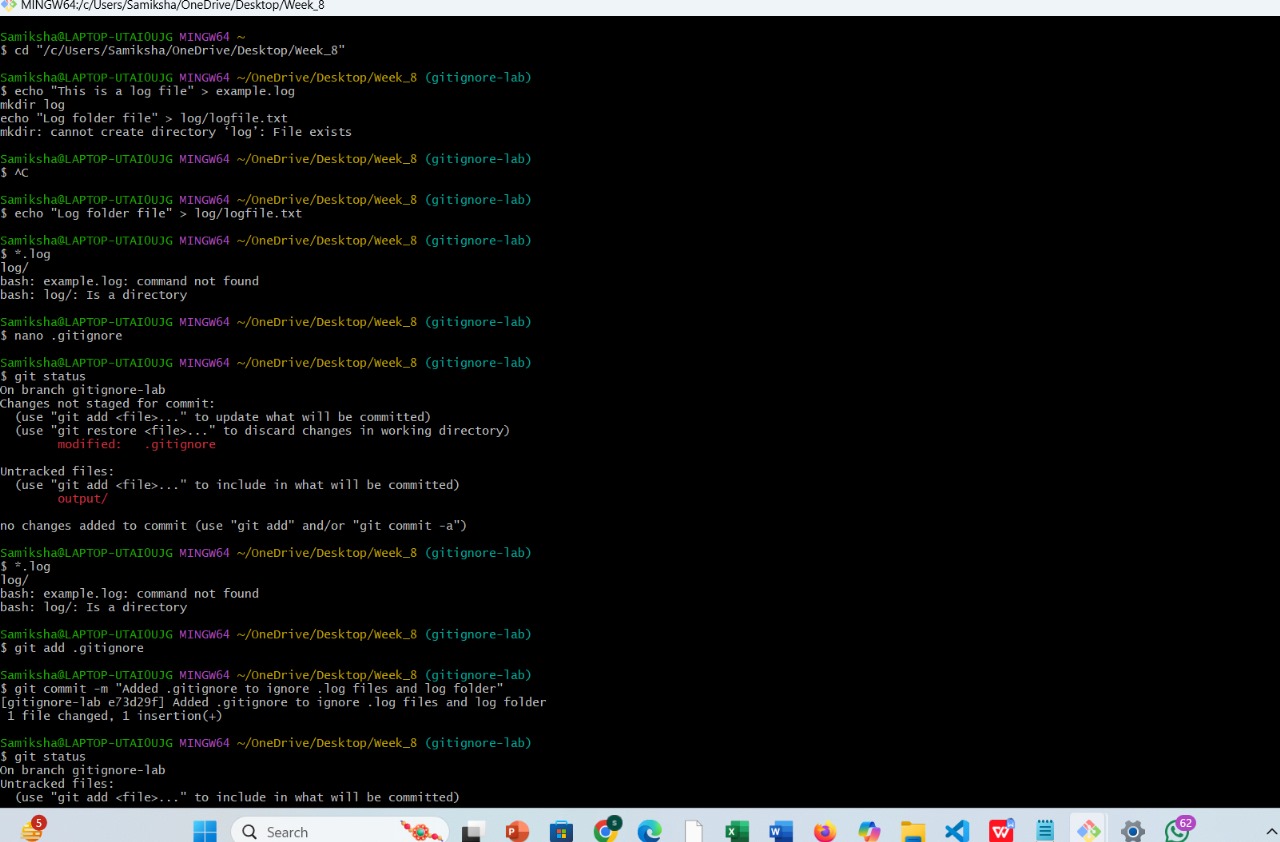 MINGW64:/c/Users/Samiksha/OneDrive/Desktop/Week_8
Samiksha@LAPTOP-UTAI0UJG MINGW64 ~
$ cd "/c/Users/Samiksha/OneDrive/Desktop/Week_8"
Samiksha@LAPTOP-UTAI0UJG MINGW64 ~/OneDrive/Desktop/Week_8 (gitignore-lab)
$ echo "This is a log file" > example.log
mkdir log
echo "Log folder file" > log/logfile.txt
mkdir: cannot create directory ‘log’: File exists
Samiksha@LAPTOP-UTAI0UJG MINGW64 ~/OneDrive/Desktop/Week_8 (gitignore-lab)
$ ^C
Samiksha@LAPTOP-UTAI0UJG MINGW64 ~/OneDrive/Desktop/Week_8 (gitignore-lab)
$ echo "Log folder file" > log/logfile.txt
Samiksha@LAPTOP-UTAI0UJG MINGW64 ~/OneDrive/Desktop/Week_8 (gitignore-lab)
$ *.log
log/
bash: example.log: command not found
bash: log/: Is a directory
Samiksha@LAPTOP-UTAI0UJG MINGW64 ~/OneDrive/Desktop/Week_8 (gitignore-lab)
$ nano .gitignore
Samiksha@LAPTOP-UTAI0UJG MINGW64 ~/OneDrive/Desktop/Week_8 (gitignore-lab)
$ git status
On branch gitignore-lab
Changes not staged for commit:
  (use "git add <file>..." to update what will be committed)
  (use "git restore <file>..." to discard changes in working directory)
        modified:   .gitignore
Untracked files:
  (use "git add <file>..." to include in what will be committed)
        output/
no changes added to commit (use "git add" and/or "git commit -a")
Samiksha@LAPTOP-UTAI0UJG MINGW64 ~/OneDrive/Desktop/Week_8 (gitignore-lab)
$ *.log
log/
bash: example.log: command not found
bash: log/: Is a directory
Samiksha@LAPTOP-UTAI0UJG MINGW64 ~/OneDrive/Desktop/Week_8 (gitignore-lab)
$ git add .gitignore
Samiksha@LAPTOP-UTAI0UJG MINGW64 ~/OneDrive/Desktop/Week_8 (gitignore-lab)
$ git commit -m "Added .gitignore to ignore .log files and log folder"
[gitignore-lab e73d29f] Added .gitignore to ignore .log files and log folder
 1 file changed, 1 insertion(+)
Samiksha@LAPTOP-UTAI0UJG MINGW64 ~/OneDrive/Desktop/Week_8 (gitignore-lab)
$ git status
On branch gitignore-lab
Untracked files:
  (use "git add <file>..." to include in what will be committed)
5
Search
s
62